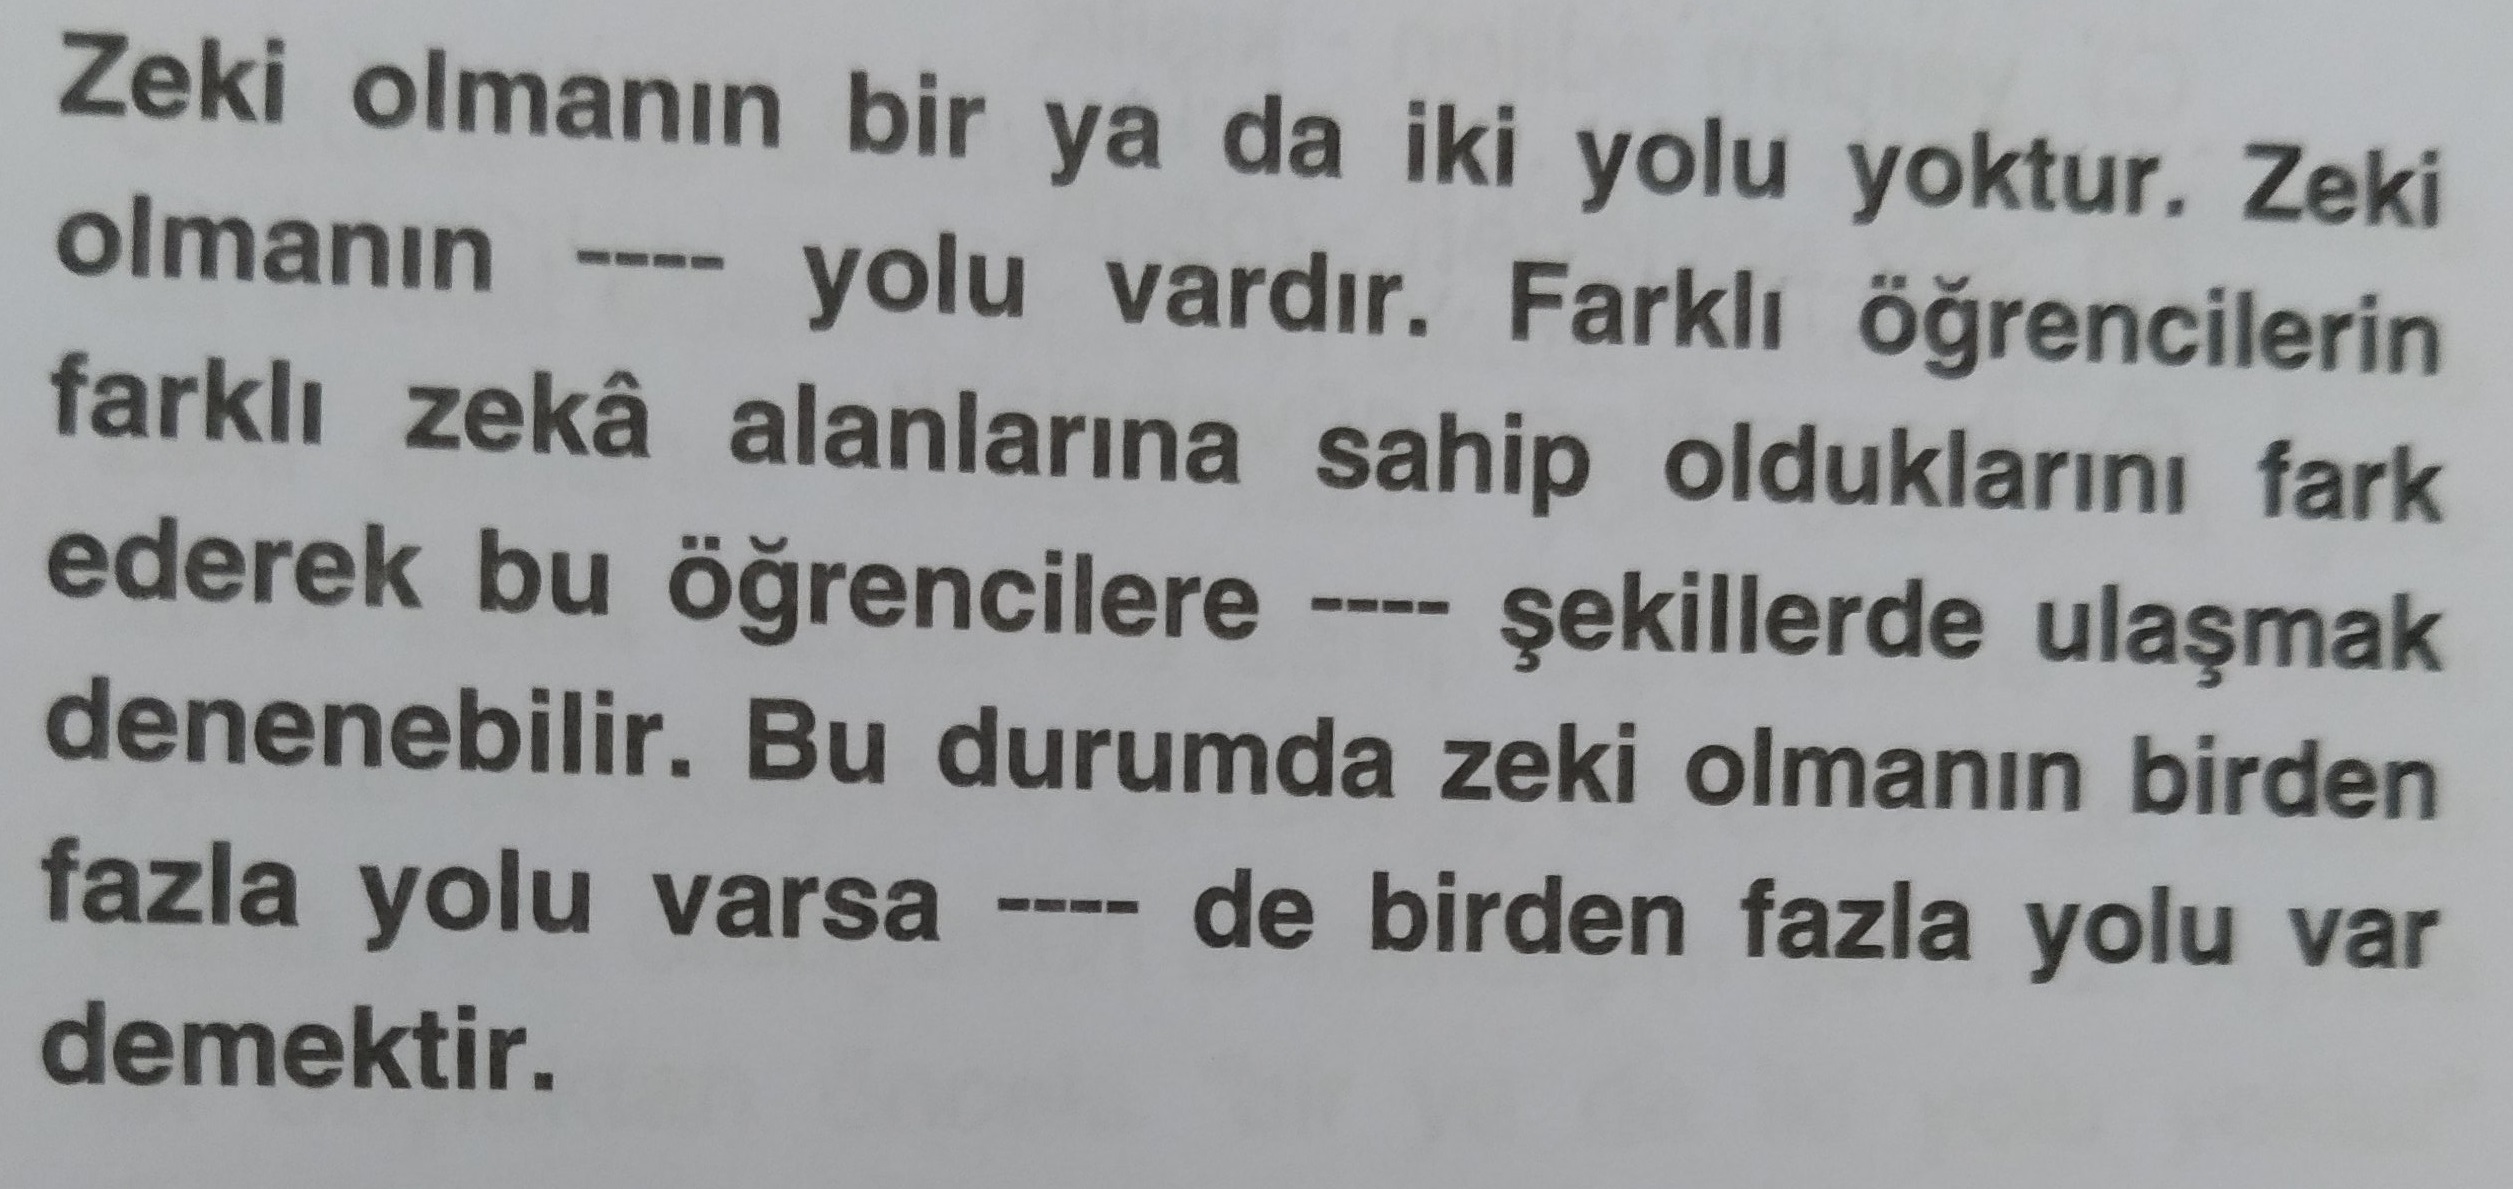 Zeki olmanın bir ya da iki yolu yoktur. Zeki
olmanın ---- yolu vardır. Farklı öğrencilerin
farklı zekâ alanlarına sahip olduklarını fark
ederek bu öğrencilere ---- şekillerde ulaşmak
denenebilir. Bu durumda zeki olmanın birden
fazla yolu varsa ---- de birden fazla yolu var
demektir.